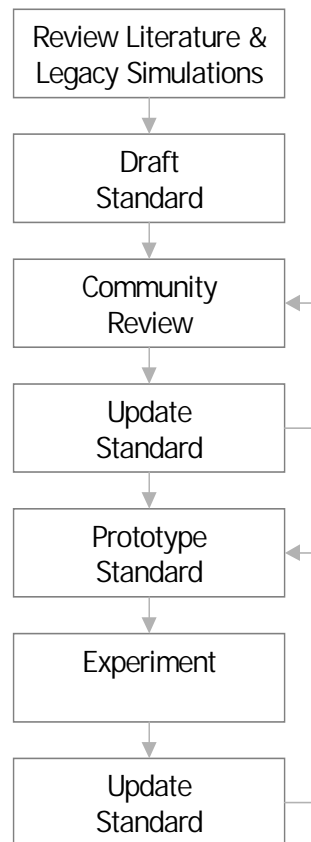 Review Literature &
Legacy Simulations
Draft
Standard
Community
Review
Update
Standard
Prototype
Standard
Experiment
Update
Standard